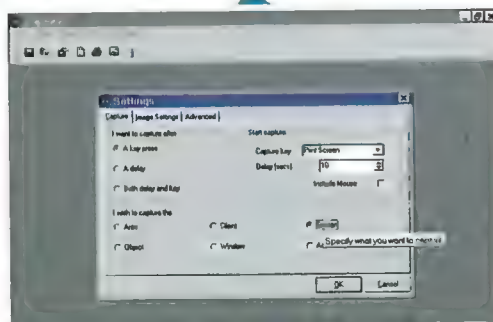 Settings
Capture Image Settings Advanced
I want to capture after
Start capture
A key press
Capture key Print Screen
A delay
Delay (secs) 10
Both delay and key
Include Mouse
I wish to capture the
Area
Client
Object
Window
Specify what you want to capture
OK
Cancel